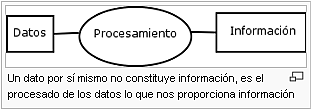 Datos
Procesamiento
Información
Un dato por sí mismo no constituye información, es el
procesado de los datos lo que nos proporciona información